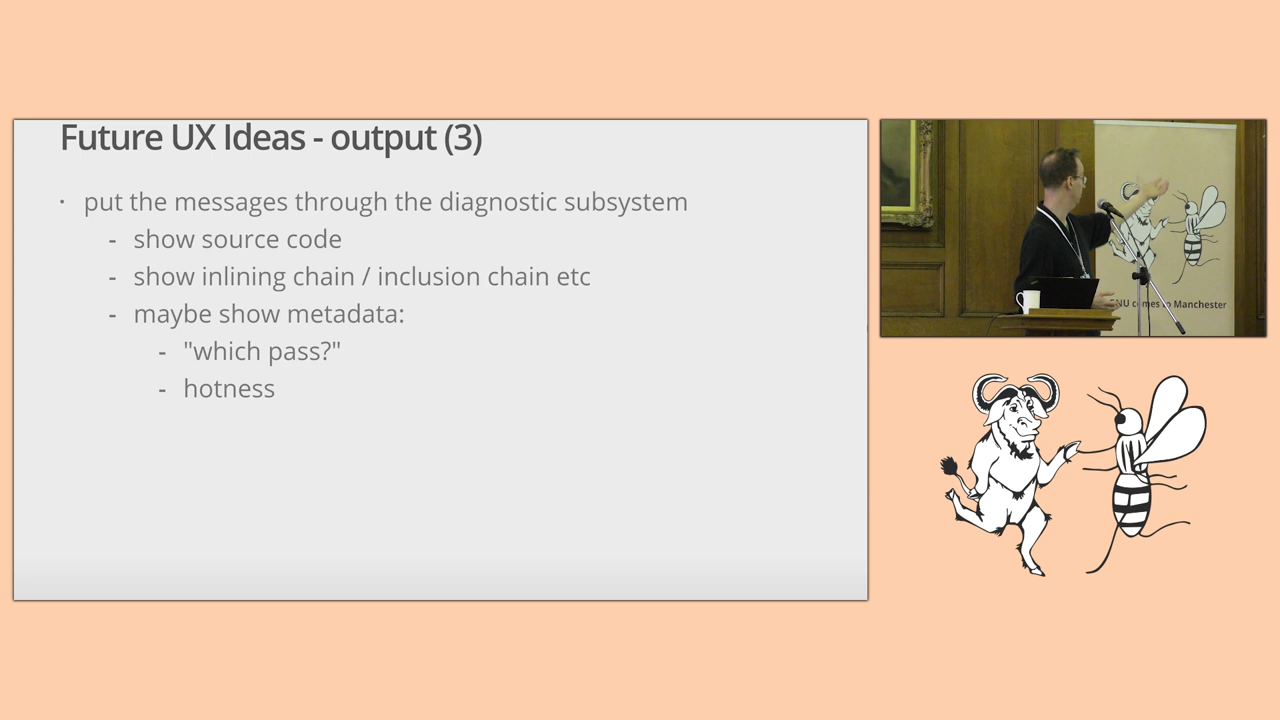 Future UX Ideas - output (3)
· put the messages through the diagnostic subsystem
- show source code
- show inlining chain / inclusion chain etc
- maybe show metadata:
- "which pass?"
- hotness
GNU comes to Manchester